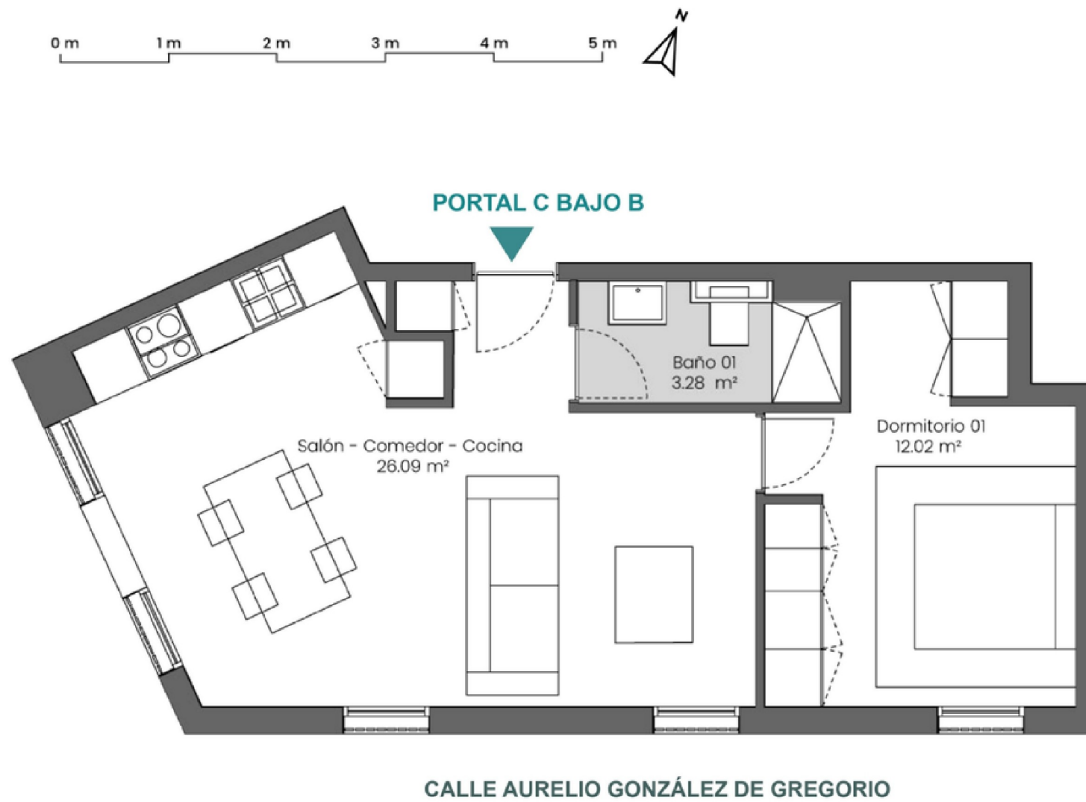 0 m 1 m 2 m 3 m 4 m 5 m
N
PORTAL C BAJO B
Baño 01
3.28 m²
Salón - Comedor - Cocina
26.09 m²
Dormitorio 01
12.02 m²
CALLE AURELIO GONZÁLEZ DE GREGORIO